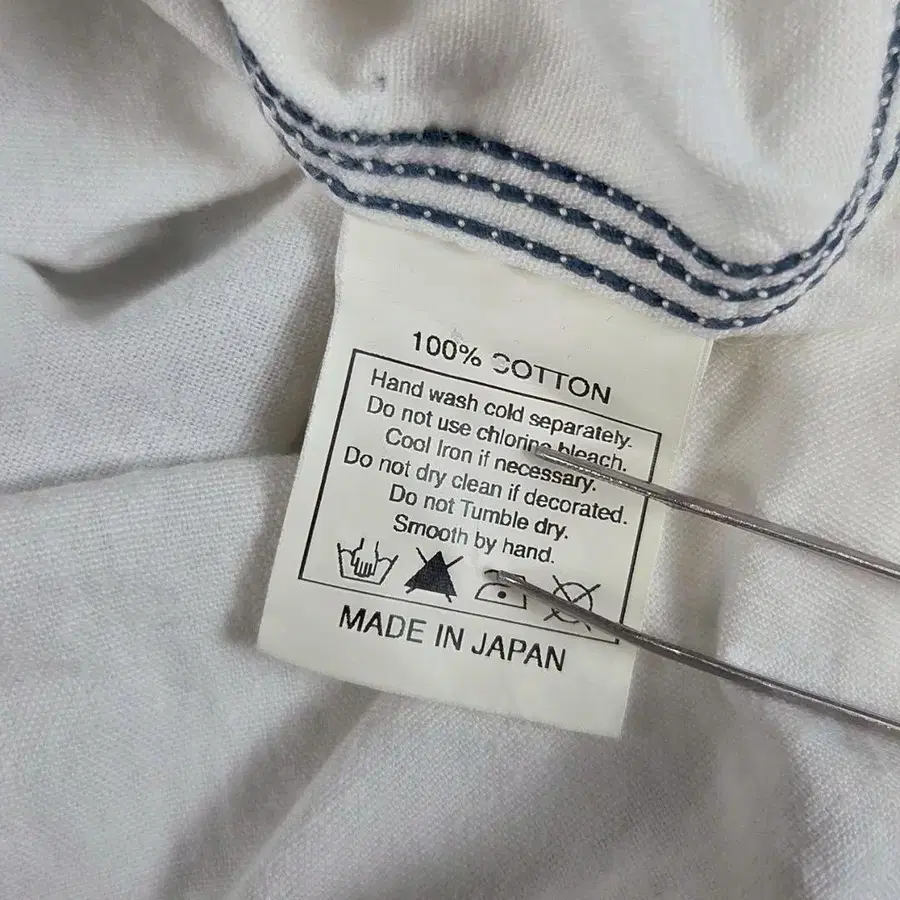 100% COTTON
Hand wash cold separately.
Do not use chlorine bleach.
Cool Iron if necessary.
Do not dry clean if decorated.
Do not Tumble dry.
Smooth by hand.
MADE IN JAPAN